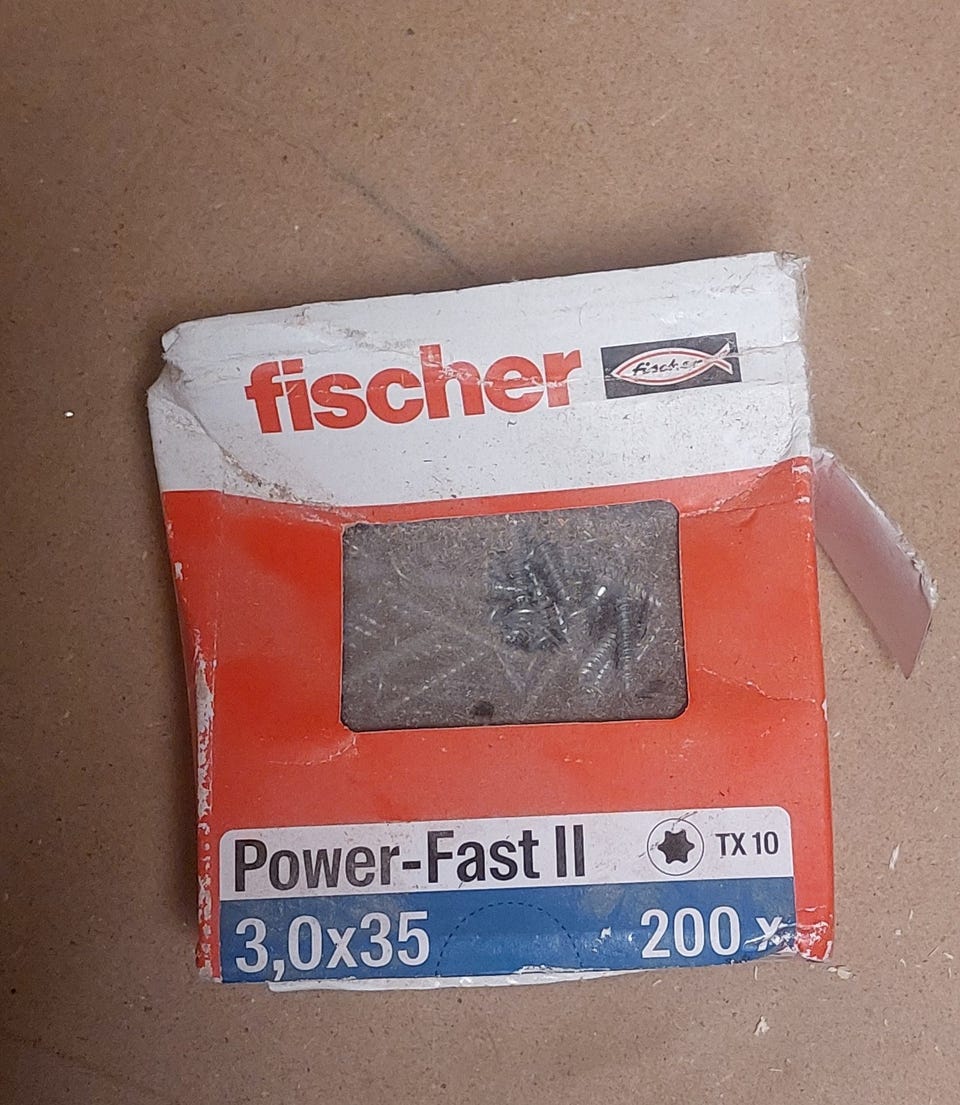 fischer
fischer
Power-Fast II
TX 10
3,0x35
200 x